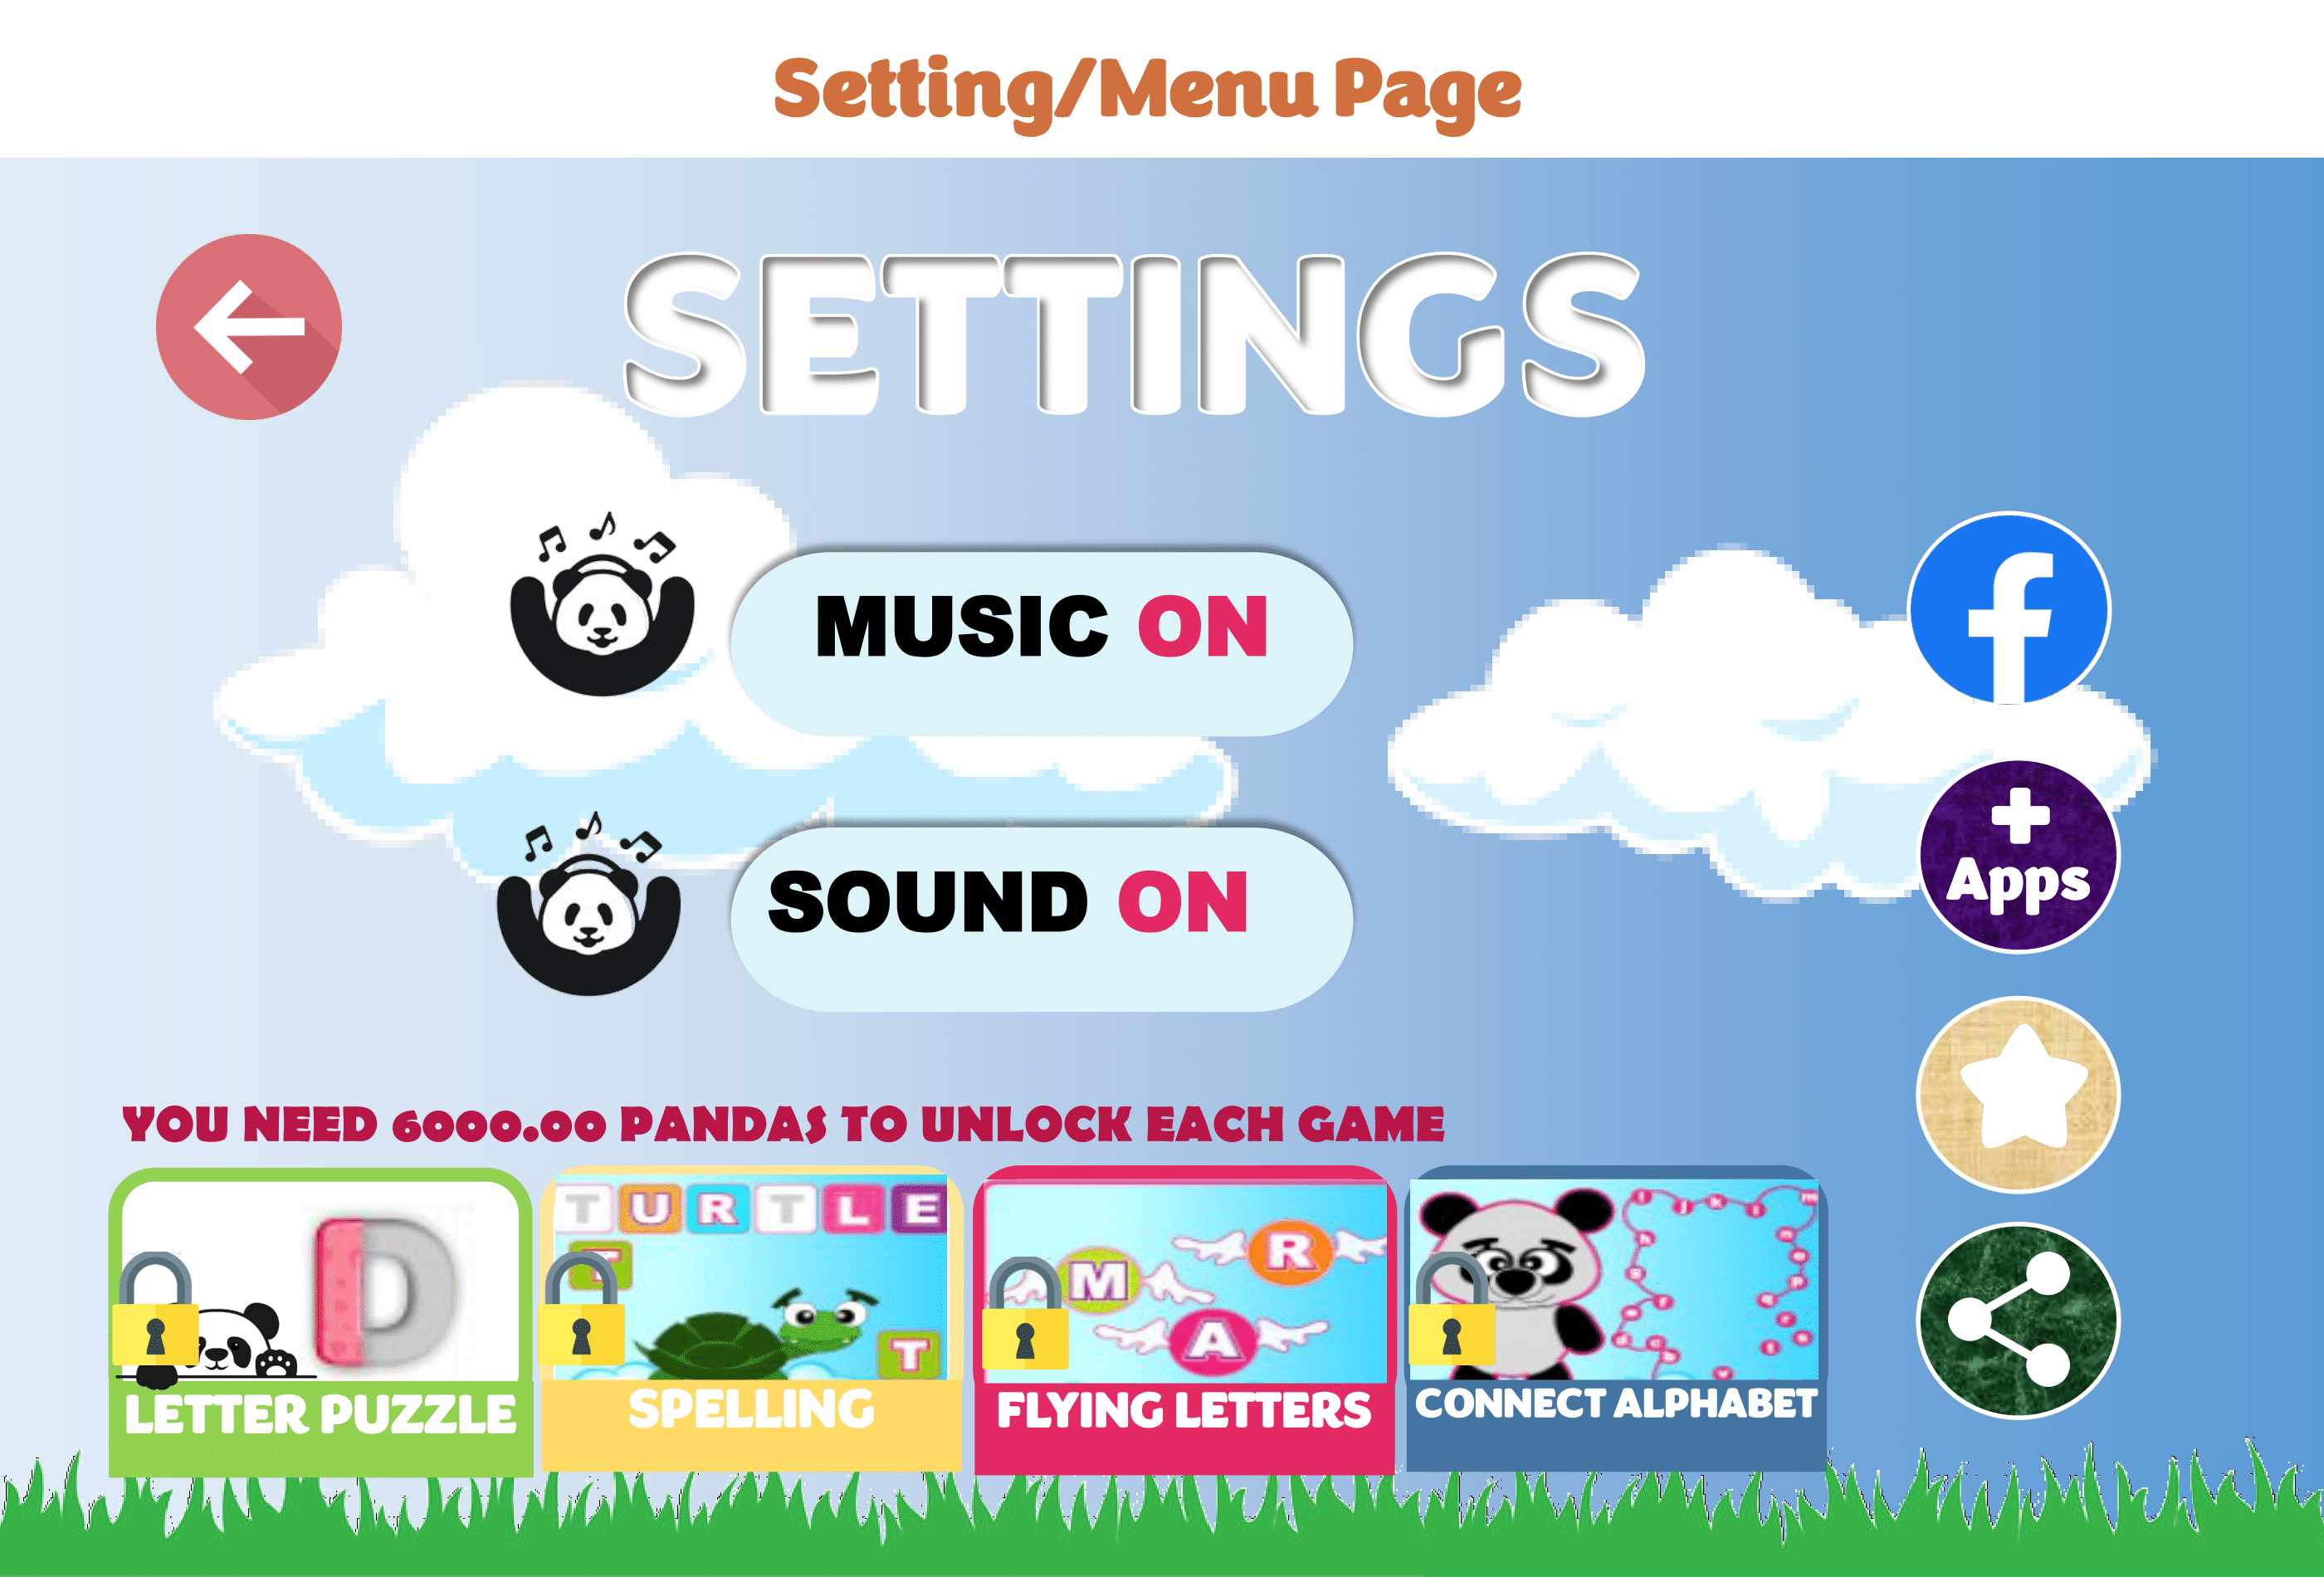 Setting/Menu Page
SETTINGS
MUSIC ON
SOUND ON
+
Apps
YOU NEED 6000.00 PANDAS TO UNLOCK EACH GAME
D
LETTER PUZZLE
TURTLE
T
T
SPELLING
R
M
A
FLYING LETTERS
CONNECT ALPHABET